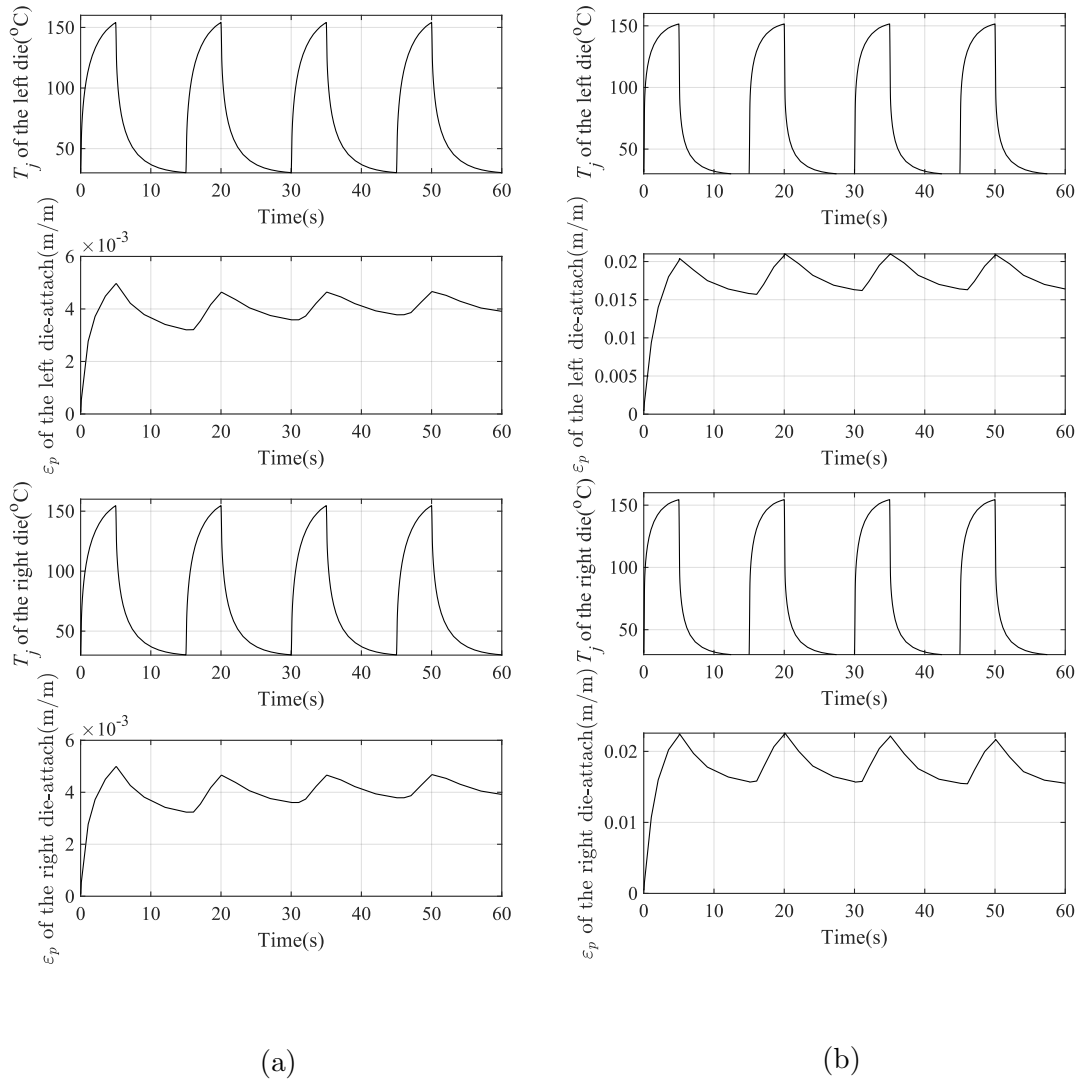 T_j of the left die(°C)
150
100
50
0 10 20 30 40 50 60
Time(s)
ε_p of the left die-attach(m/m)
×10^-3
6
4
2
0
0 10 20 30 40 50 60
Time(s)
T_j of the right die(°C)
150
100
50
0 10 20 30 40 50 60
Time(s)
ε_p of the right die-attach(m/m)
×10^-3
6
4
2
0
0 10 20 30 40 50 60
Time(s)
(a)
T_j of the left die(°C)
150
100
50
0 10 20 30 40 50 60
Time(s)
ε_p of the left die-attach(m/m)
0.02
0.015
0.01
0.005
0
0 10 20 30 40 50 60
Time(s)
T_j of the right die(°C)
150
100
50
0 10 20 30 40 50 60
Time(s)
ε_p of the right die-attach(m/m)
0.02
0.01
0
0 10 20 30 40 50 60
Time(s)
(b)